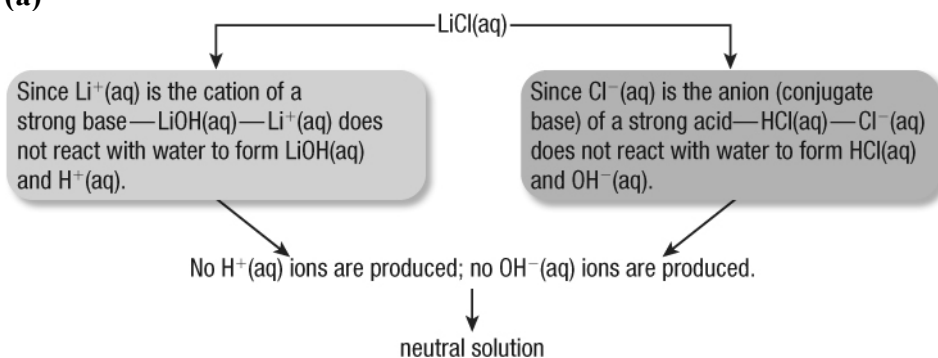 (a)
LiCl(aq)
Since Li⁺(aq) is the cation of a
strong base—LiOH(aq)—Li⁺(aq) does
not react with water to form LiOH(aq)
and H⁺(aq).
Since Cl⁻(aq) is the anion (conjugate
base) of a strong acid—HCl(aq)—Cl⁻(aq)
does not react with water to form HCl(aq)
and OH⁻(aq).
No H⁺(aq) ions are produced; no OH⁻(aq) ions are produced.
neutral solution